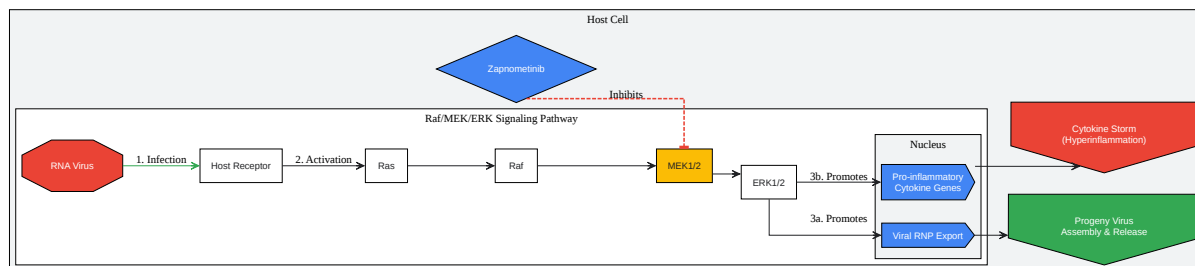 Host Cell
Zapnometinib
Inhibits
Raf/MEK/ERK Signaling Pathway
RNA Virus
1. Infection
Host Receptor
2. Activation
Ras
Raf
MEK1/2
ERK1/2
3b. Promotes
3a. Promotes
Nucleus
Pro-inflammatory
Cytokine Genes
Viral RNP Export
Cytokine Storm
(Hyperinflammation)
Progeny Virus
Assembly & Release